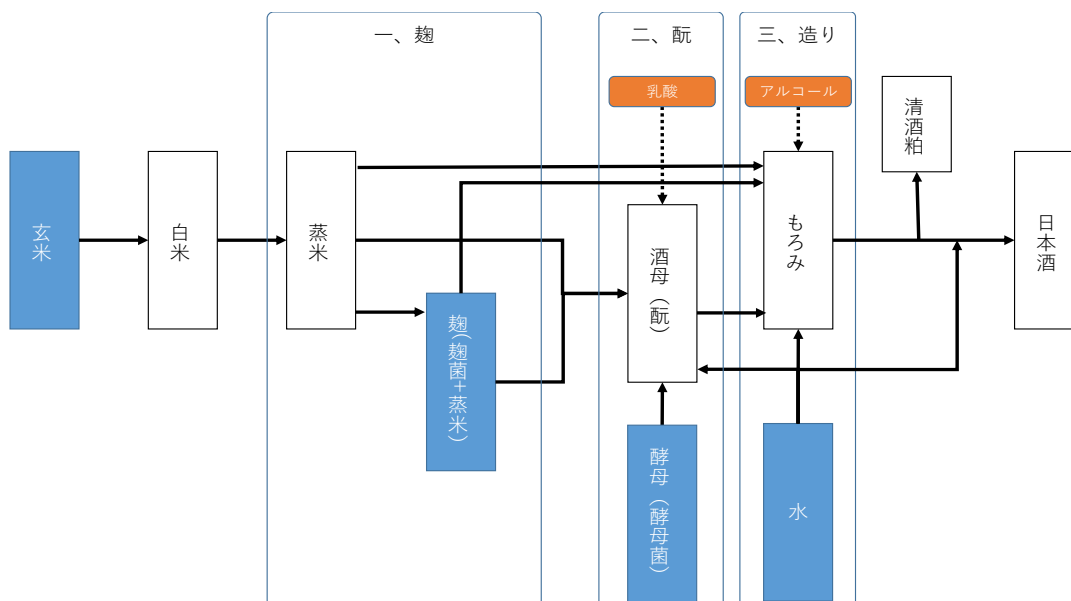 一、麹
二、酛
三、造り
乳酸
アルコール
清酒粕
玄米
白米
蒸米
酒母（酛）
もろみ
日本酒
麹(麹菌＋蒸米)
酵母（酵母菌）
水